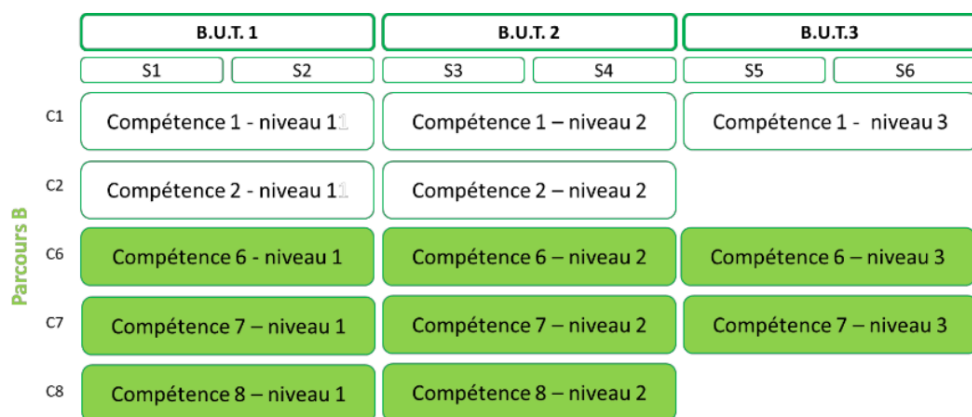 B.U.T. 1
B.U.T. 2
B.U.T.3
S1
S2
S3
S4
S5
S6
C1
Compétence 1 - niveau 11
Compétence 1 – niveau 2
Compétence 1 - niveau 3
C2
Compétence 2 - niveau 11
Compétence 2 – niveau 2
Parcours B
C6
Compétence 6 - niveau 1
Compétence 6 – niveau 2
Compétence 6 – niveau 3
C7
Compétence 7 – niveau 1
Compétence 7 – niveau 2
Compétence 7 – niveau 3
C8
Compétence 8 – niveau 1
Compétence 8 – niveau 2